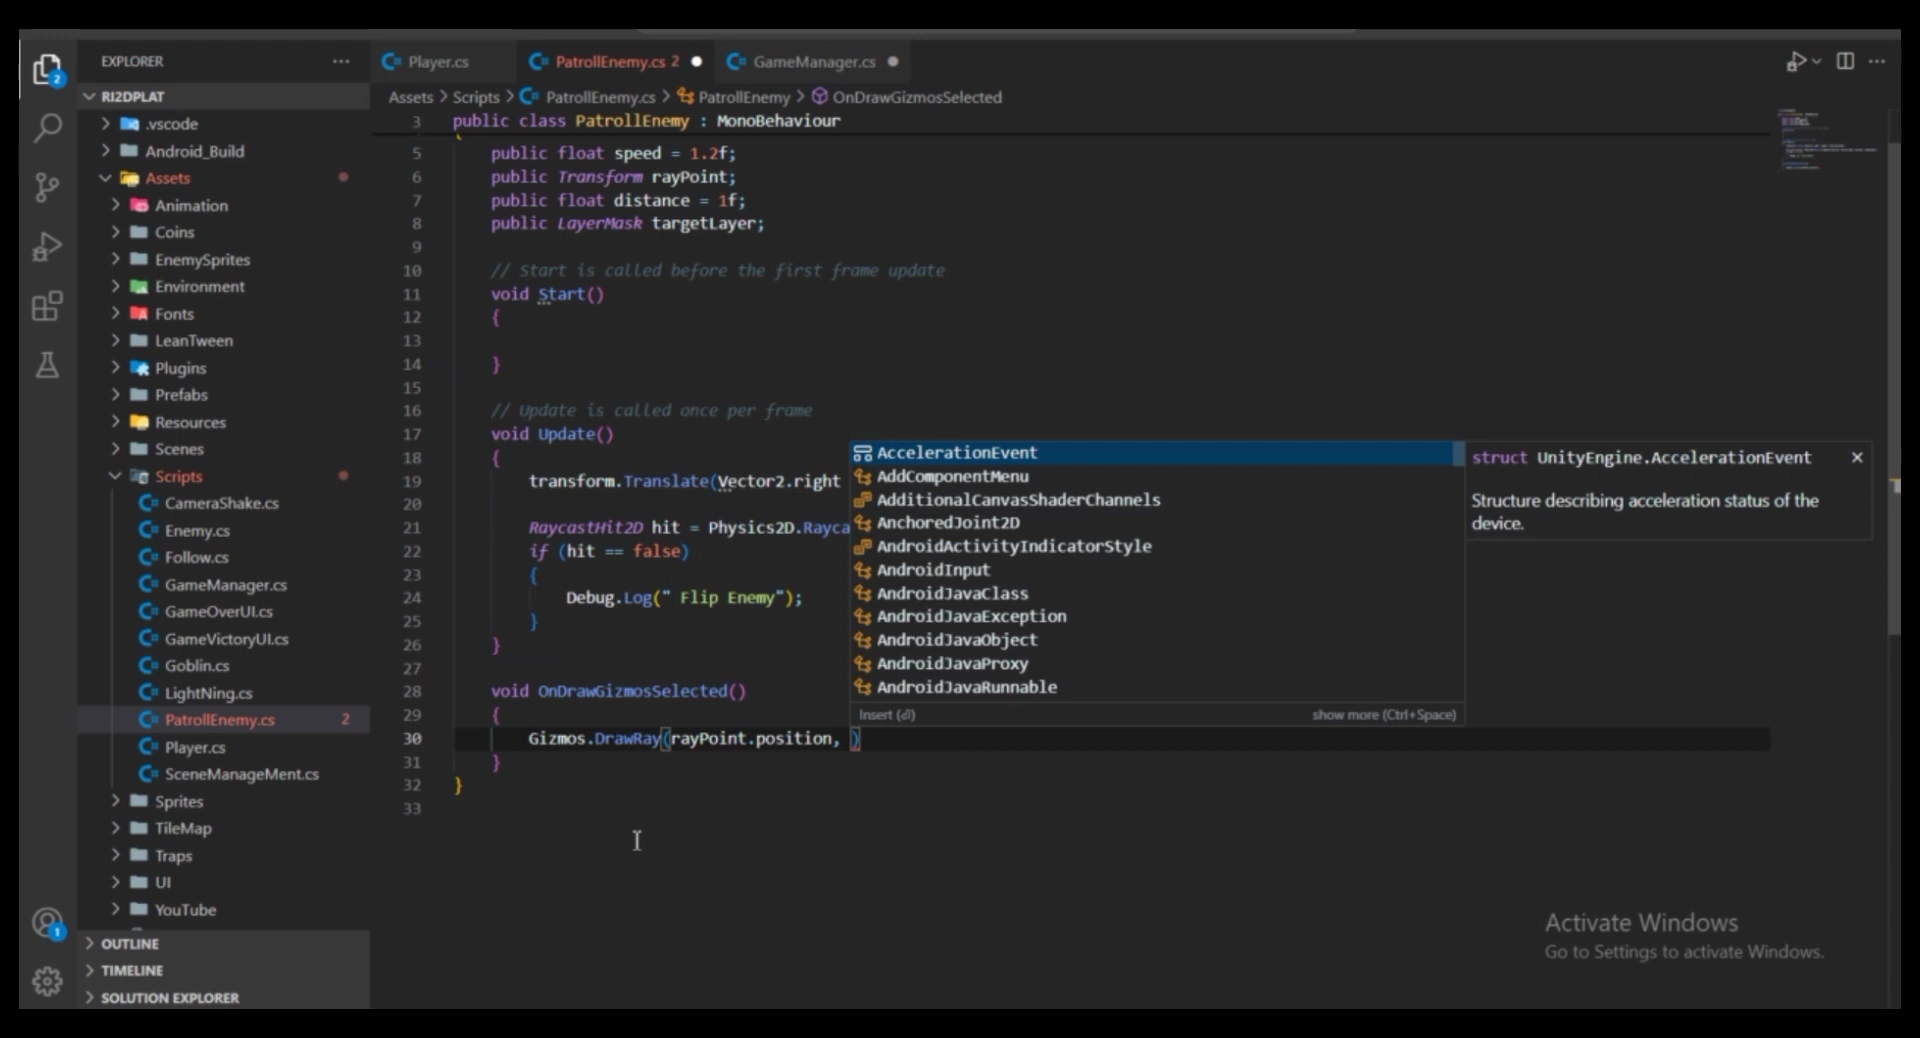 EXPLORER ···
RI2DPLAT
.vscode
Android_Build
Assets
Animation
Coins
EnemySprites
Environment
Fonts
LeanTween
Plugins
Prefabs
Resources
Scenes
Scripts
CameraShake.cs
Enemy.cs
Follow.cs
GameManager.cs
GameOverUI.cs
GameVictoryUI.cs
Goblin.cs
LightNing.cs
PatrollEnemy.cs 2
Player.cs
SceneManageMent.cs
Sprites
TileMap
Traps
UI
YouTube
OUTLINE
TIMELINE
SOLUTION EXPLORER
2
1
Player.cs PatrollEnemy.cs 2 GameManager.cs
Assets > Scripts > PatrollEnemy.cs > PatrollEnemy > OnDrawGizmosSelected
3 public class PatrollEnemy : MonoBehaviour
5 public float speed = 1.2f;
6 public Transform rayPoint;
7 public float distance = 1f;
8 public LayerMask targetLayer;
9
10 // Start is called before the first frame update
11 void Start()
12 {
13
14 }
15
16 // Update is called once per frame
17 void Update()
18 {
19 transform.Translate(Vector2.right
20
21 RaycastHit2D hit = Physics2D.Rayca
22 if (hit == false)
23 {
24 Debug.Log(" Flip Enemy");
25 }
26 }
27
28 void OnDrawGizmosSelected()
29 {
30 Gizmos.DrawRay(rayPoint.position, )
31 }
32 }
33
AccelerationEvent
AddComponentMenu
AdditionalCanvasShaderChannels
AnchoredJoint2D
AndroidActivityIndicatorStyle
AndroidInput
AndroidJavaClass
AndroidJavaException
AndroidJavaObject
AndroidJavaProxy
AndroidJavaRunnable
Insert (⏎) show more (Ctrl+Space)
struct UnityEngine.AccelerationEvent
Structure describing acceleration status of the
device.
Activate Windows
Go to Settings to activate Windows.